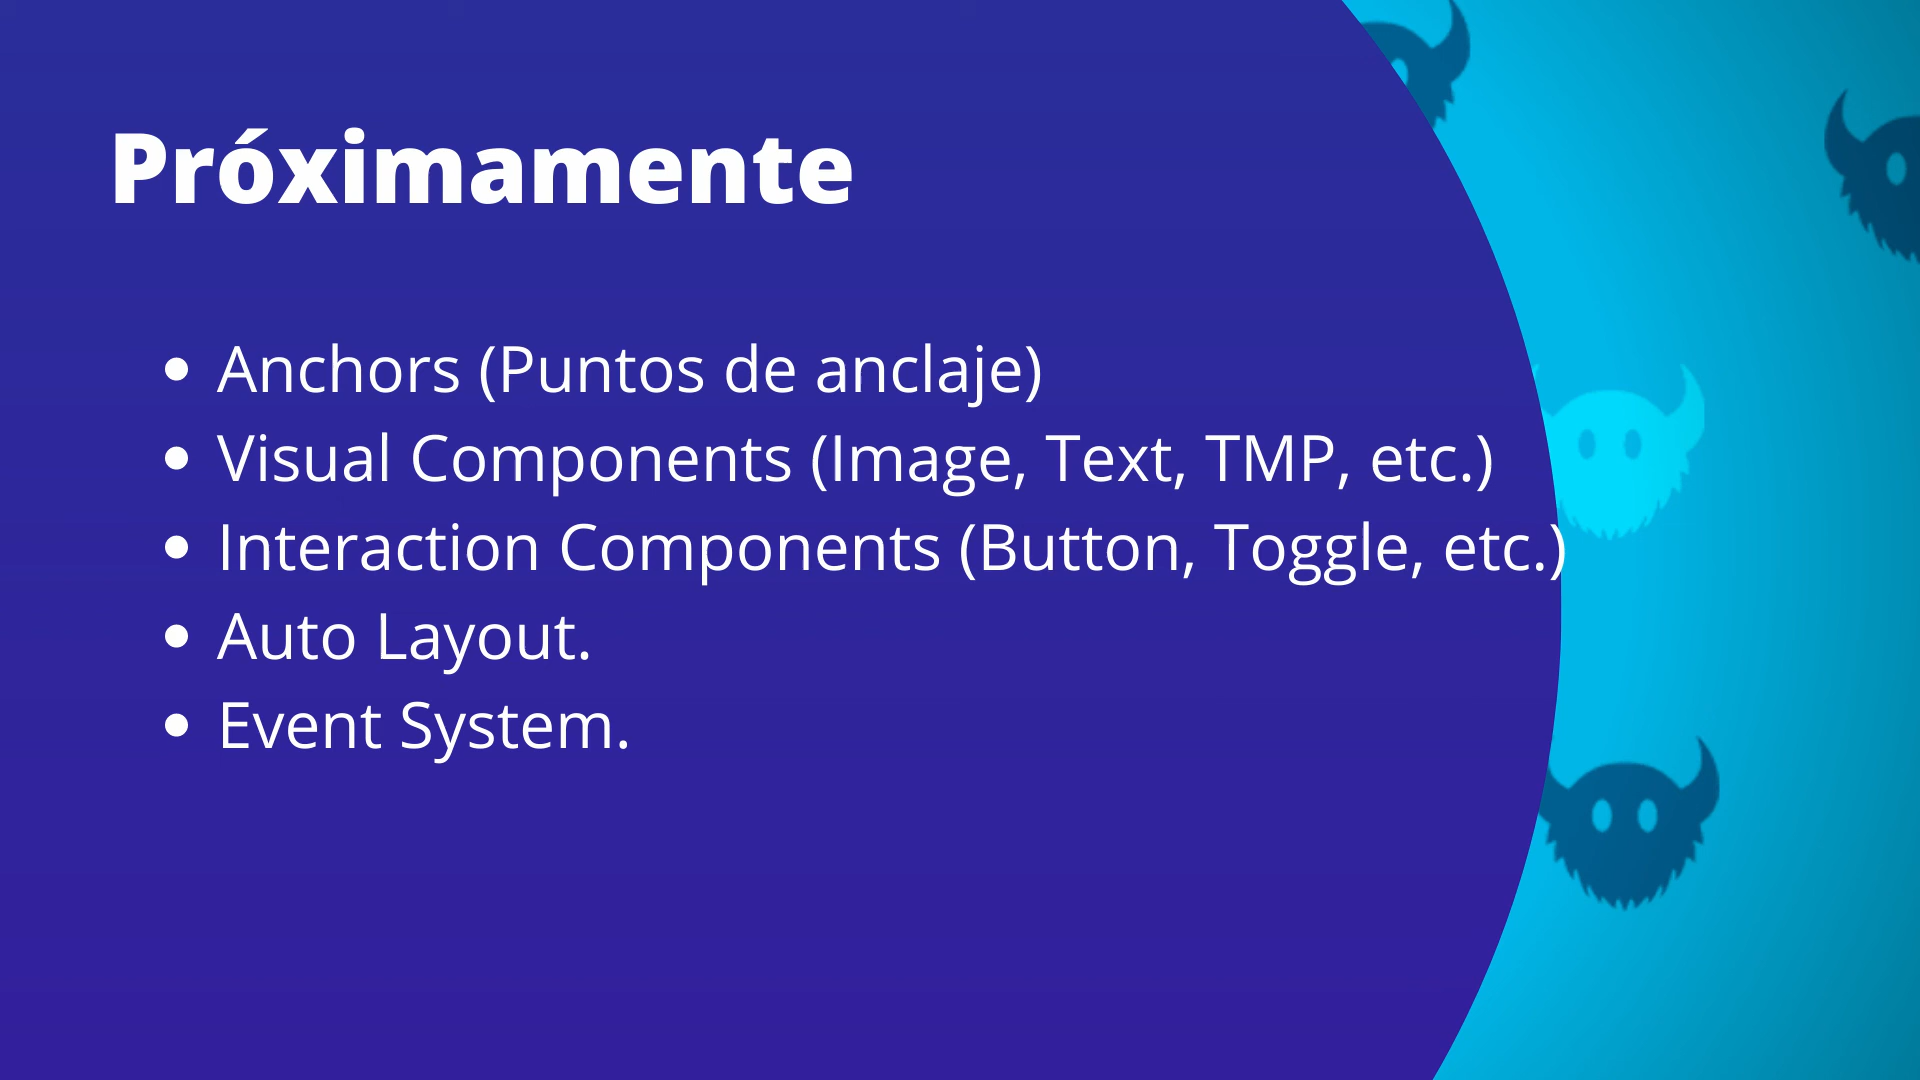 Próximamente
• Anchors (Puntos de anclaje)
• Visual Components (Image, Text, TMP, etc.)
• Interaction Components (Button, Toggle, etc.)
• Auto Layout.
• Event System.